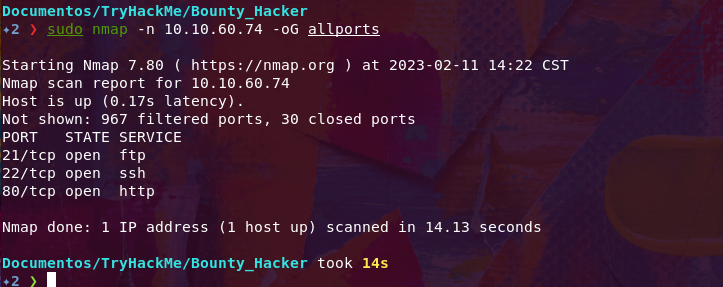 Documentos/TryHackMe/Bounty_Hacker
✦2 ❯ sudo nmap -n 10.10.60.74 -oG allports
Starting Nmap 7.80 ( https://nmap.org ) at 2023-02-11 14:22 CST
Nmap scan report for 10.10.60.74
Host is up (0.17s latency).
Not shown: 967 filtered ports, 30 closed ports
PORT   STATE SERVICE
21/tcp open  ftp
22/tcp open  ssh
80/tcp open  http
Nmap done: 1 IP address (1 host up) scanned in 14.13 seconds
Documentos/TryHackMe/Bounty_Hacker took 14s
✦2 ❯